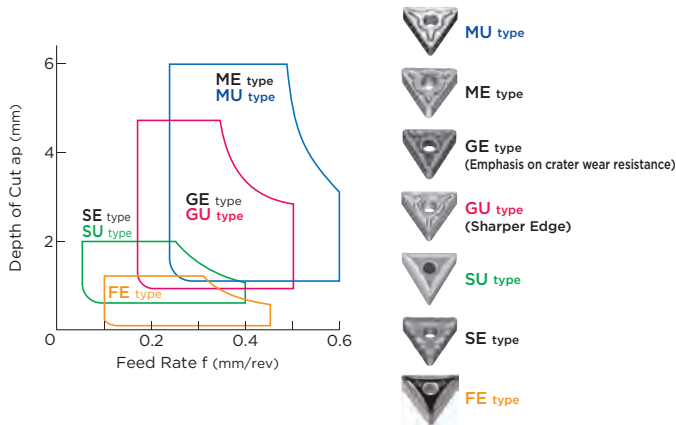 Depth of Cut ap (mm)
6
4
2
0
0.2
0.4
0.6
Feed Rate f (mm/rev)
ME type
MU type
GE type
GU type
SE type
SU type
FE type
MU type
ME type
GE type
(Emphasis on crater wear resistance)
GU type
(Sharper Edge)
SU type
SE type
FE type